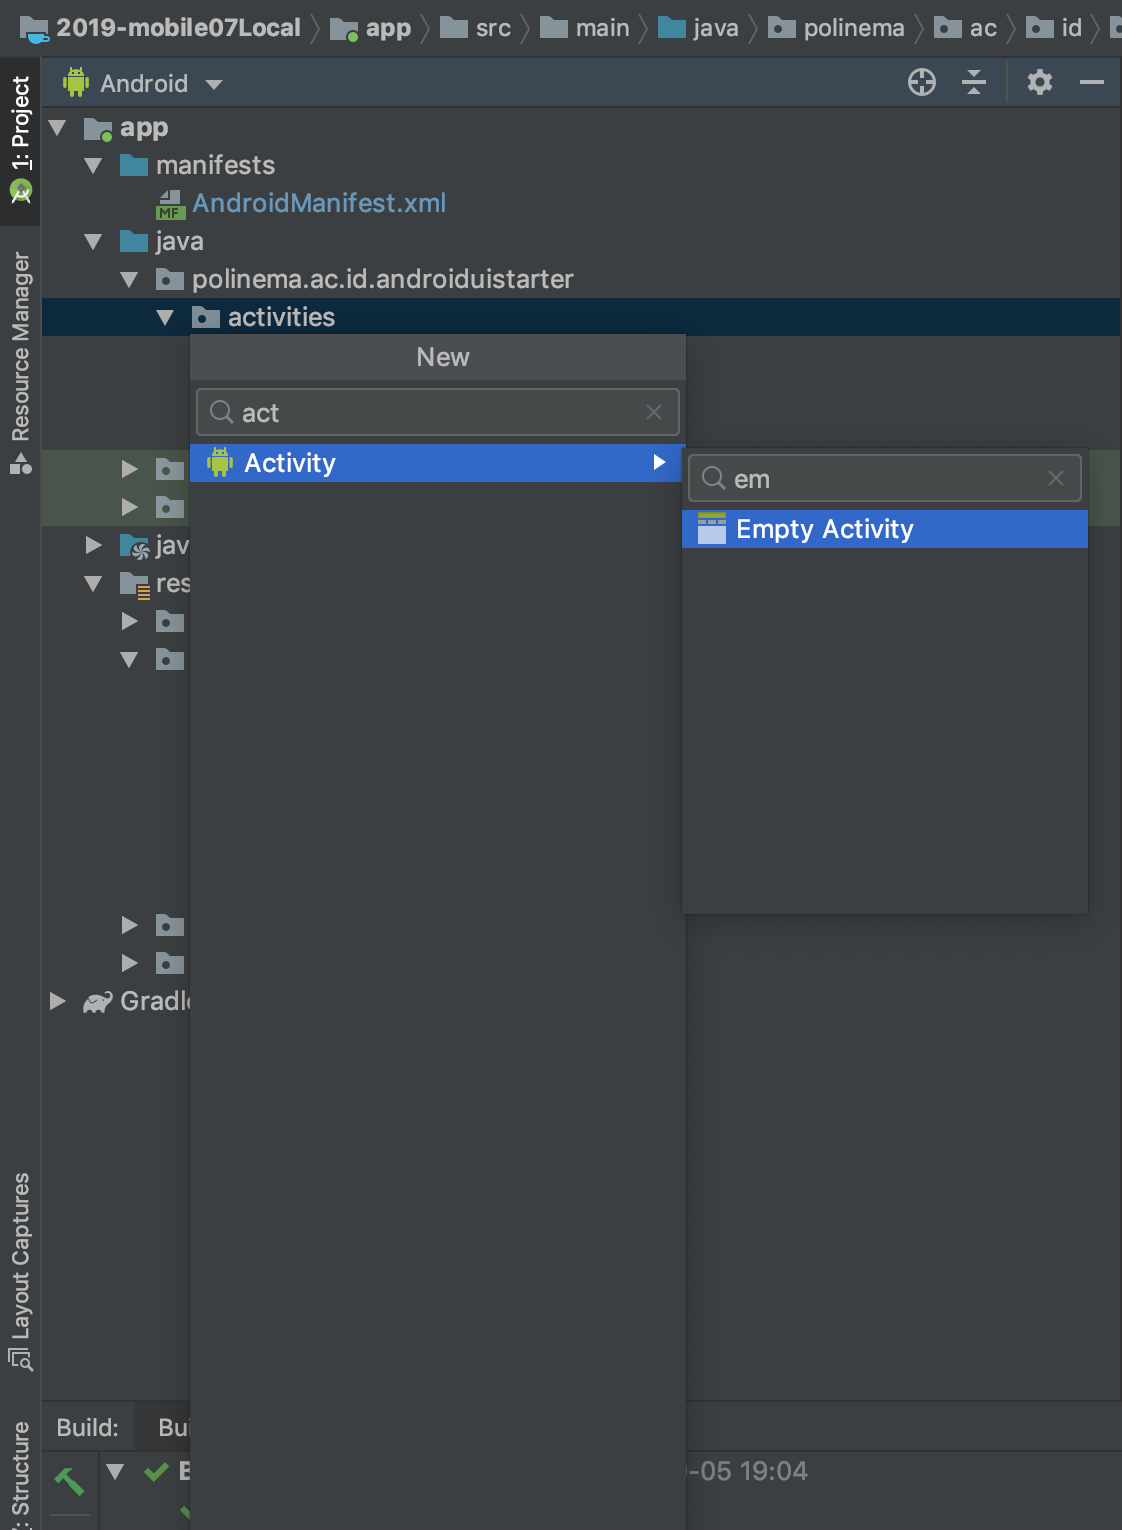 2019-mobile07Local app src main java polinema ac id
Android
1: Project
app
manifests
MF AndroidManifest.xml
java
polinema.ac.id.androiduistarter
activities
Resource Manager
New
act
Activity
em
Empty Activity
jav
res
Gradle
Layout Captures
Build: Bui
B -05 19:04
: Structure